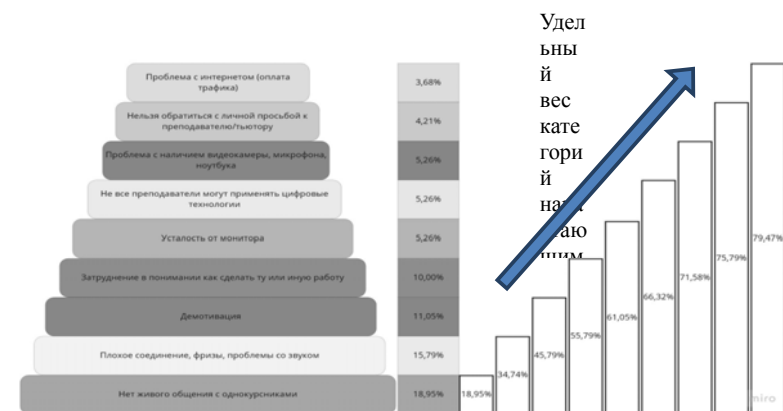 Удел
ьны
й
вес
кате
гори
й
Проблема с интернетом (оплата
трафика)
3,68%
Нельзя обратиться с личной просьбой к
преподавателю/тьютору
4,21%
Проблема с наличием видеокамеры, микрофона,
ноутбука
5,26%
Не все преподаватели могут применять цифровые
технологии
5,26%
Усталость от монитора
5,26%
Затруднение в понимании как сделать ту или иную работу
10,00%
Демотивация
11,05%
Плохое соединение, фризы, проблемы со звуком
15,79%
Нет живого общения с однокурсниками
18,95%
18,95%
34,74%
45,79%
55,79%
61,05%
66,32%
71,58%
75,79%
79,47%
miro